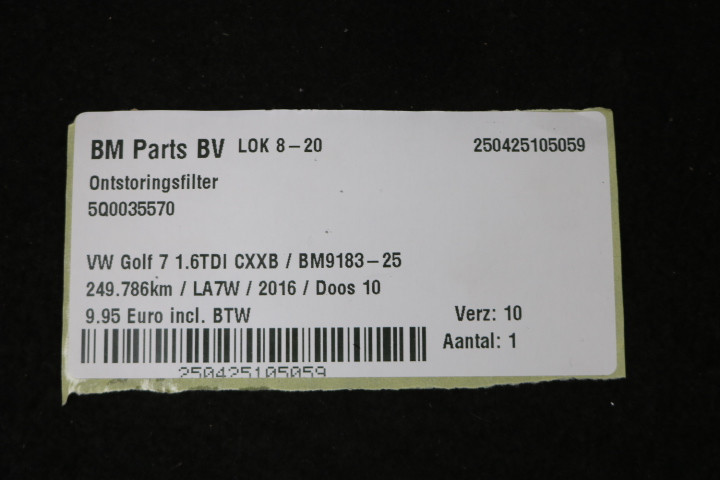 BM Parts BV LOK 8-20 250425105059
Ontstoringsfilter
5Q0035570
VW Golf 7 1.6TDI CXXB / BM9183-25
249.786km / LA7W / 2016 / Doos 10
9.95 Euro incl. BTW Verz: 10
Aantal: 1
250425105059